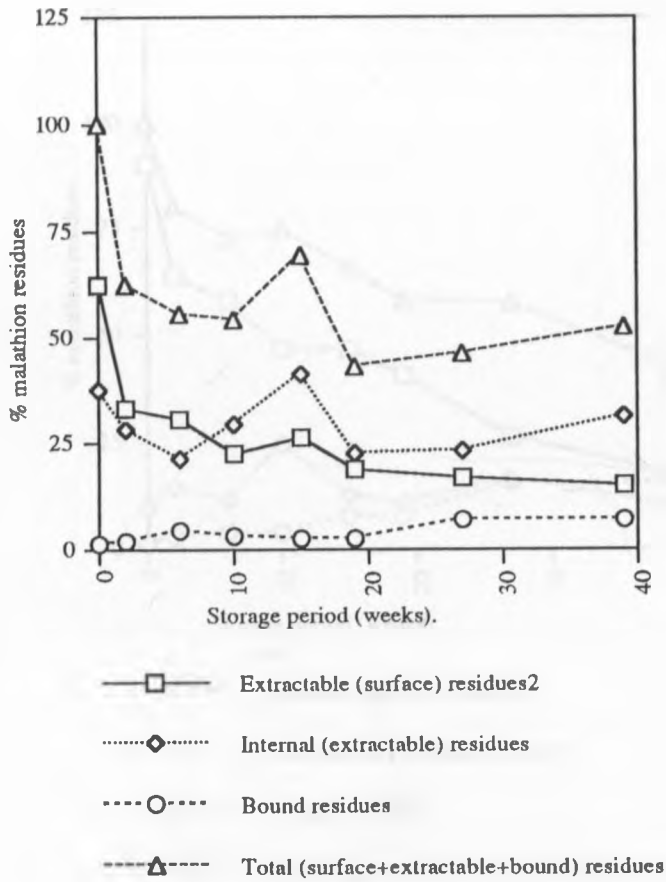 125
100
75
50
25
0
% malathion residues
0
10
20
30
40
Storage period (weeks).
Extractable (surface) residues2
Internal (extractable) residues
Bound residues
Total (surface+extractable+bound) residues